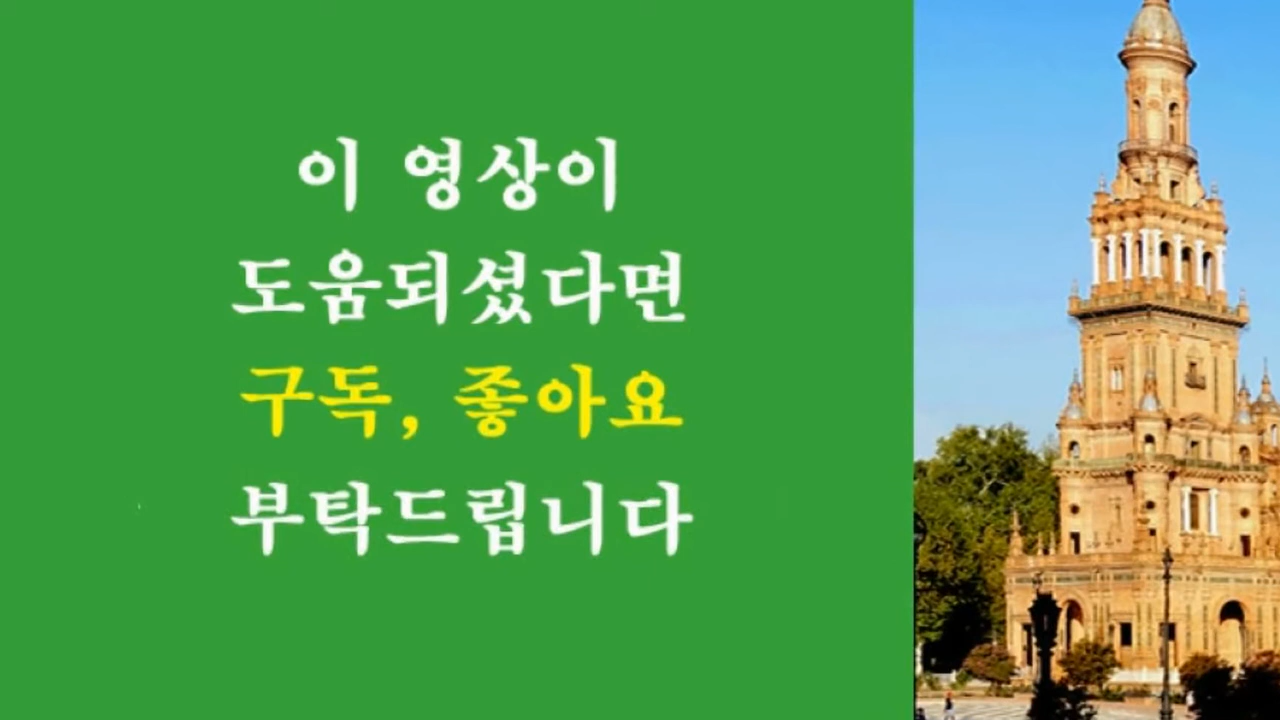 이 영상이
도움되셨다면
구독, 좋아요
부탁드립니다